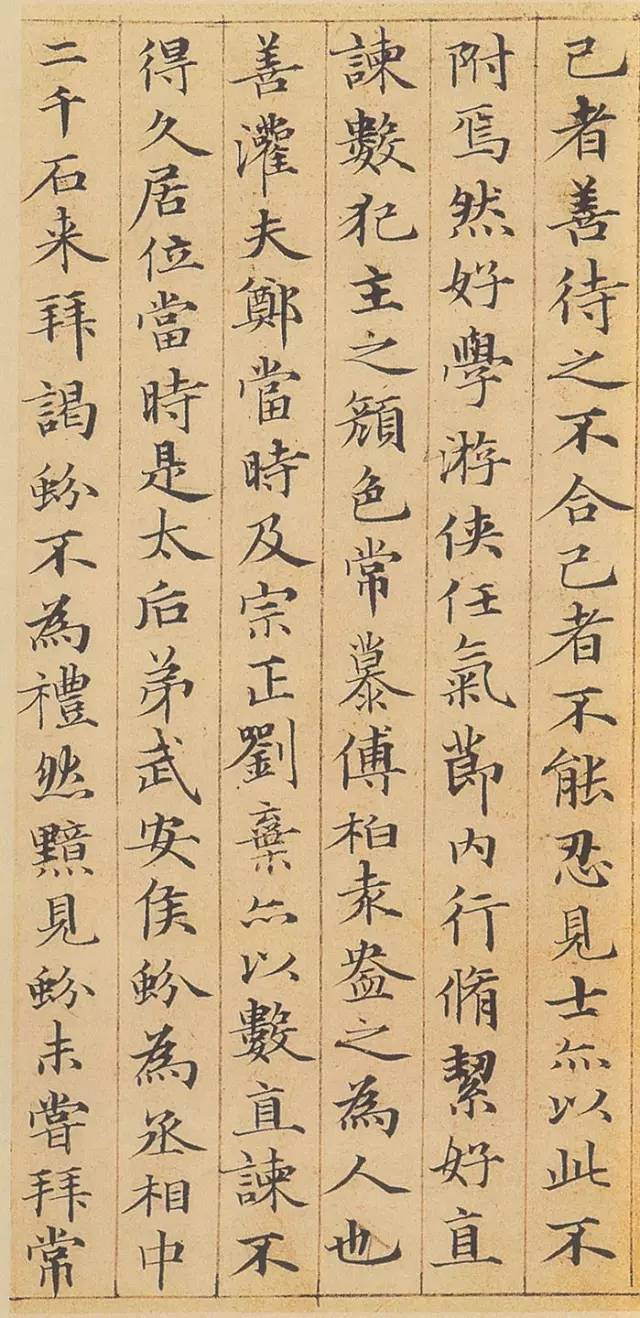 己者善待之不合己者不能忍見士亦以此不
附焉然好學游俠任氣節內行脩絜好直
諫數犯主之顏色常慕傅柏袁盎之為人也
善灌夫鄭當時及宗正劉棄亦以數直諫不
得久居位當時是太后弟武安侯蚡為丞相中
二千石来拜謁蚡不為禮然黯見蚡未嘗拜常